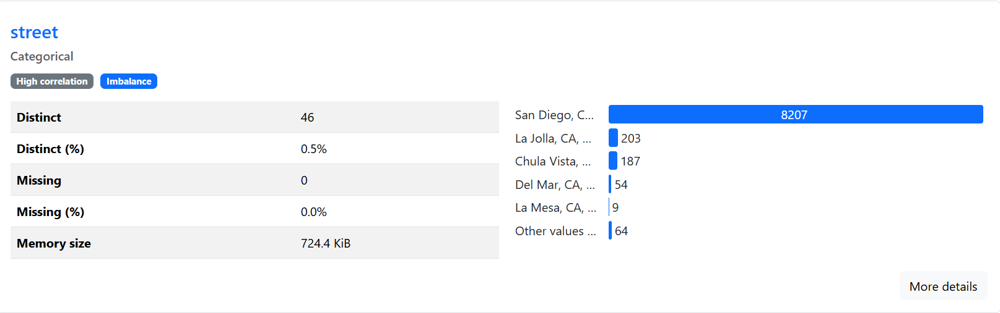 street
Categorical
High correlation Imbalance
Distinct 46
Distinct (%) 0.5%
Missing 0
Missing (%) 0.0%
Memory size 724.4 KiB
San Diego, C... 8207
La Jolla, CA, ... 203
Chula Vista, ... 187
Del Mar, CA, ... 54
La Mesa, CA, ... 9
Other values ... 64
More details